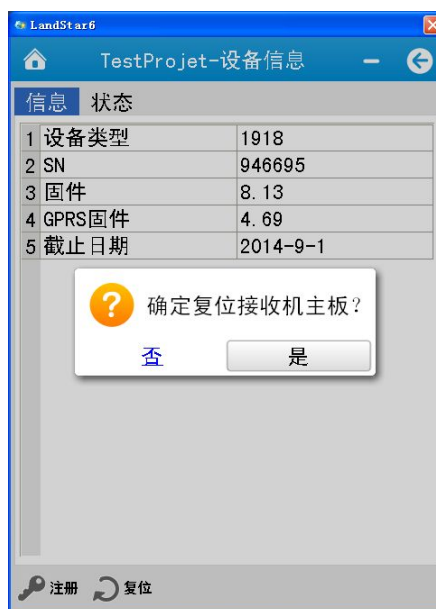 LandStar6
TestProjet-设备信息
信息 状态
1 设备类型 1918
2 SN 946695
3 固件 8.13
4 GPRS固件 4.69
5 截止日期 2014-9-1
确定复位接收机主板?
否 是
注册 复位